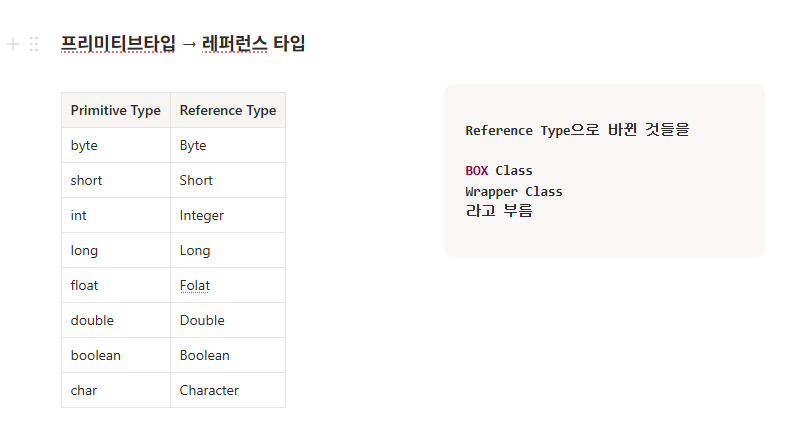 프리미티브타입 → 레퍼런스 타입
Primitive Type Reference Type
byte Byte
short Short
int Integer
long Long
float Folat
double Double
boolean Boolean
char Character
Reference Type으로 바뀐 것들을
BOX Class
Wrapper Class
라고 부름